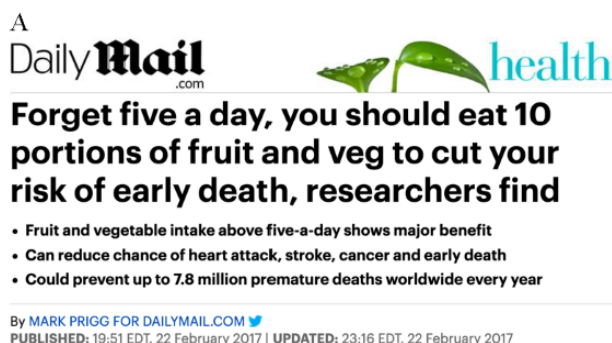 A
Daily Mail
.com
health
Forget five a day, you should eat 10
portions of fruit and veg to cut your
risk of early death, researchers find
• Fruit and vegetable intake above five-a-day shows major benefit
• Can reduce chance of heart attack, stroke, cancer and early death
• Could prevent up to 7.8 million premature deaths worldwide every year
By MARK PRIGG FOR DAILYMAIL.COM
PUBLISHED: 19:51 EDT, 22 February 2017 | UPDATED: 23:16 EDT, 22 February 2017